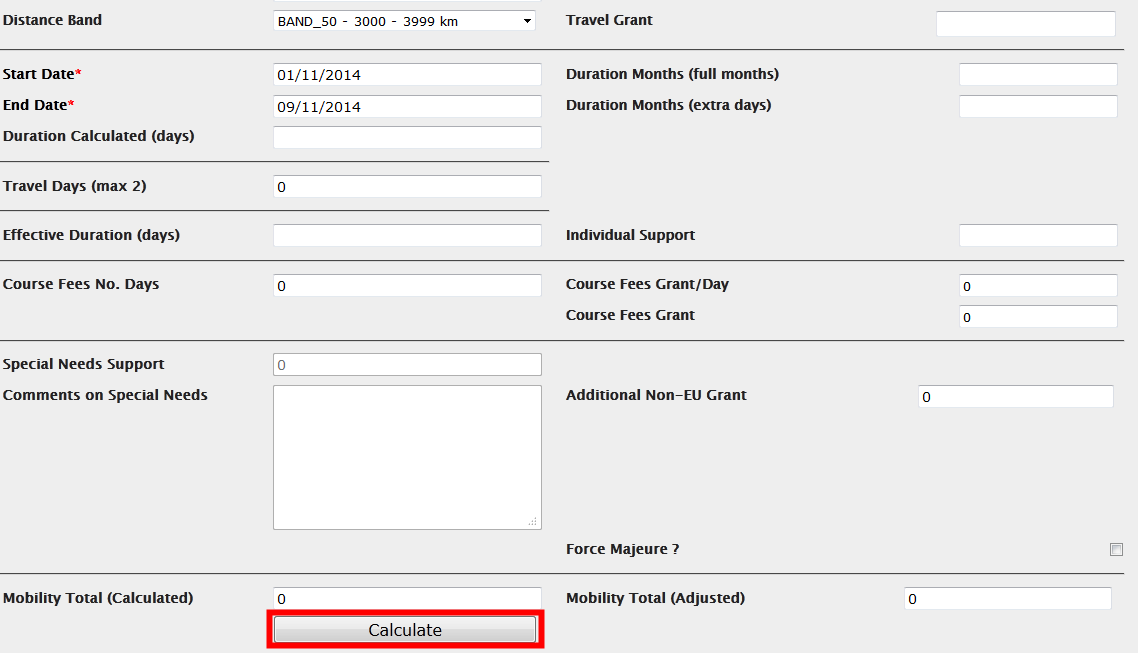 Distance Band BAND_50 - 3000 - 3999 km Travel Grant
Start Date* 01/11/2014 Duration Months (full months)
End Date* 09/11/2014 Duration Months (extra days)
Duration Calculated (days)
Travel Days (max 2) 0
Effective Duration (days) Individual Support
Course Fees No. Days 0 Course Fees Grant/Day 0
Course Fees Grant 0
Special Needs Support 0
Comments on Special Needs Additional Non-EU Grant 0
Force Majeure ?
Mobility Total (Calculated) 0 Mobility Total (Adjusted) 0
Calculate